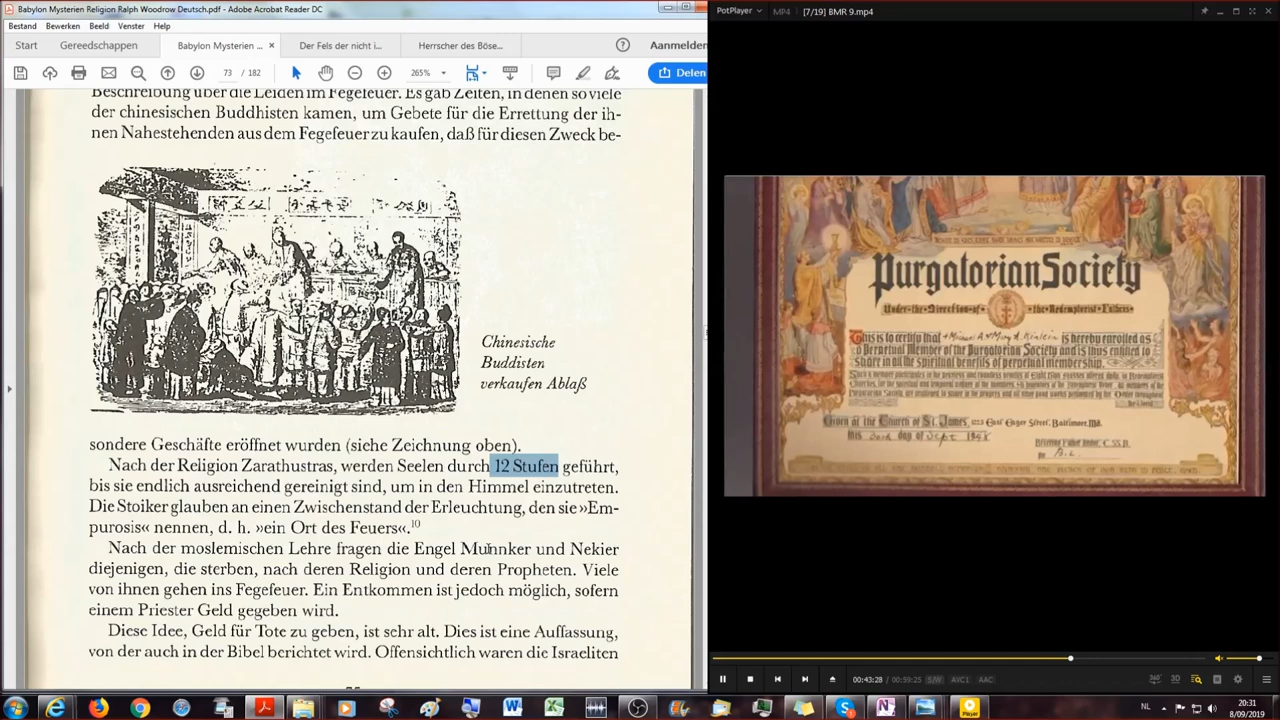 Babylon Mysterien Religion Ralph Woodrow Deutsch.pdf - Adobe Acrobat Reader DC
Bestand Bewerken Beeld Venster Help
Start Gereedschappen Babylon Mysterien ... × Der Fels der nicht i... Herrscher des Böse... Aanmelden
73 / 182 265% Delen
Beschreibung über die Leiden im Fegefeuer. Es gab Zeiten, in denen so viele
der chinesischen Buddhisten kamen, um Gebete für die Errettung der ih-
nen Nahestehenden aus dem Fegefeuer zu kaufen, daß für diesen Zweck be-
Chinesische
Buddisten
verkaufen Ablaß
sondere Geschäfte eröffnet wurden (siehe Zeichnung oben).
Nach der Religion Zarathustras, werden Seelen durch 12 Stufen geführt,
bis sie endlich ausreichend gereinigt sind, um in den Himmel einzutreten.
Die Stoiker glauben an einen Zwischenstand der Erleuchtung, den sie »Em-
purosis« nennen, d. h. »ein Ort des Feuers«.10
Nach der moslemischen Lehre fragen die Engel Munnker und Nekier
diejenigen, die sterben, nach deren Religion und deren Propheten. Viele
von ihnen gehen ins Fegefeuer. Ein Entkommen ist jedoch möglich, sofern
einem Priester Geld gegeben wird.
Diese Idee, Geld für Tote zu geben, ist sehr alt. Dies ist eine Auffassung,
von der auch in der Bibel berichtet wird. Offensichtlich waren die Israeliten
PotPlayer MP4 [7/19] BMR 9.mp4
Purgatorian Society
Under the Direction of the Redemptorist Fathers
This is to certify that is hereby enrolled as
a Perpetual Member of the Purgatorian Society and is thus entitled to
share in all the spiritual benefits of perpetual membership.
Given at the Church of St. James, East Eager Street, Baltimore, Md.
this day of Sept
00:43:28 / 00:59:25 S/W AVC1 AAC
360° 3D
NL 20:31
8/09/2019